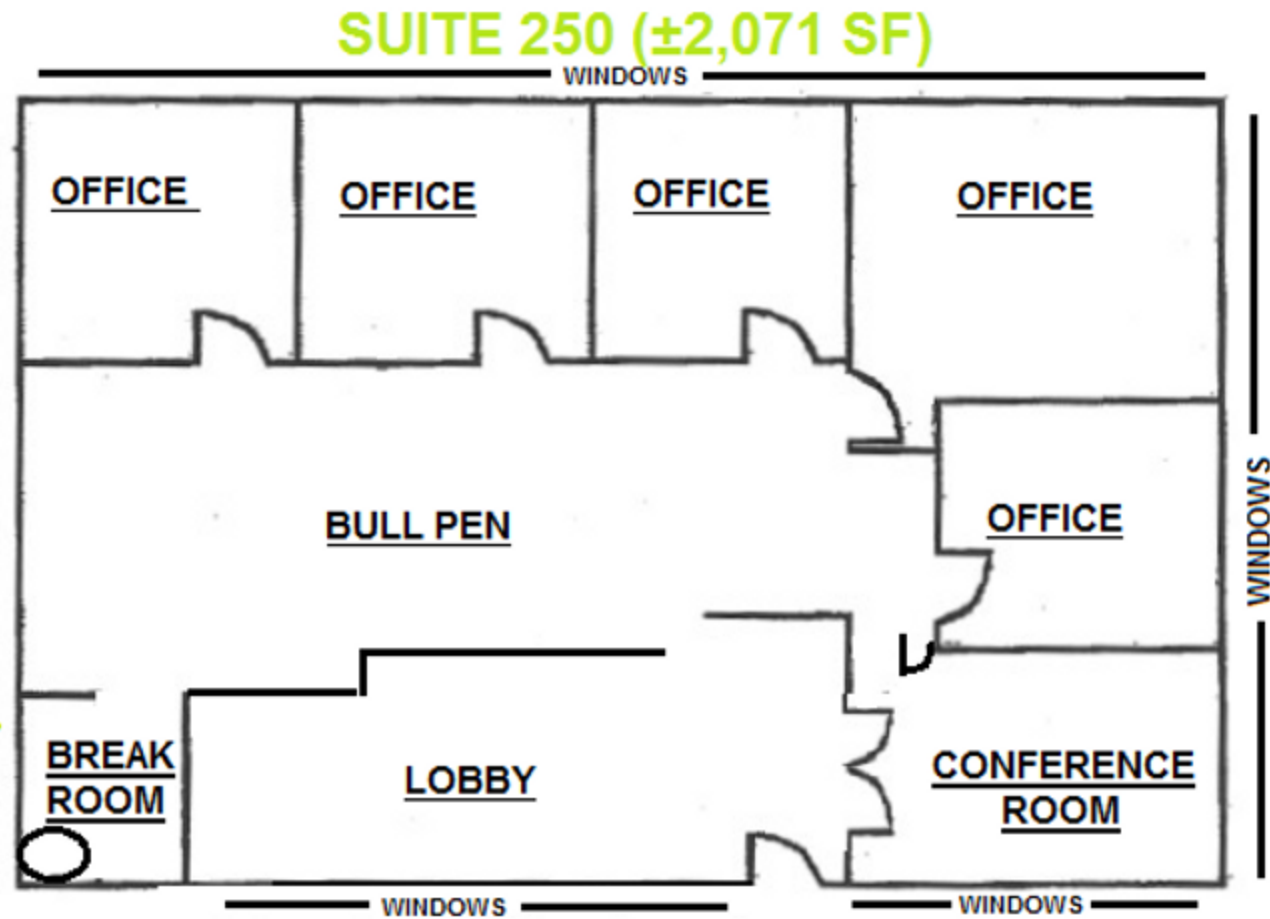 SUITE 250 (±2,071 SF)
WINDOWS
OFFICE
OFFICE
OFFICE
OFFICE
BULL PEN
OFFICE
WINDOWS
BREAK
ROOM
LOBBY
CONFERENCE
ROOM
WINDOWS
WINDOWS